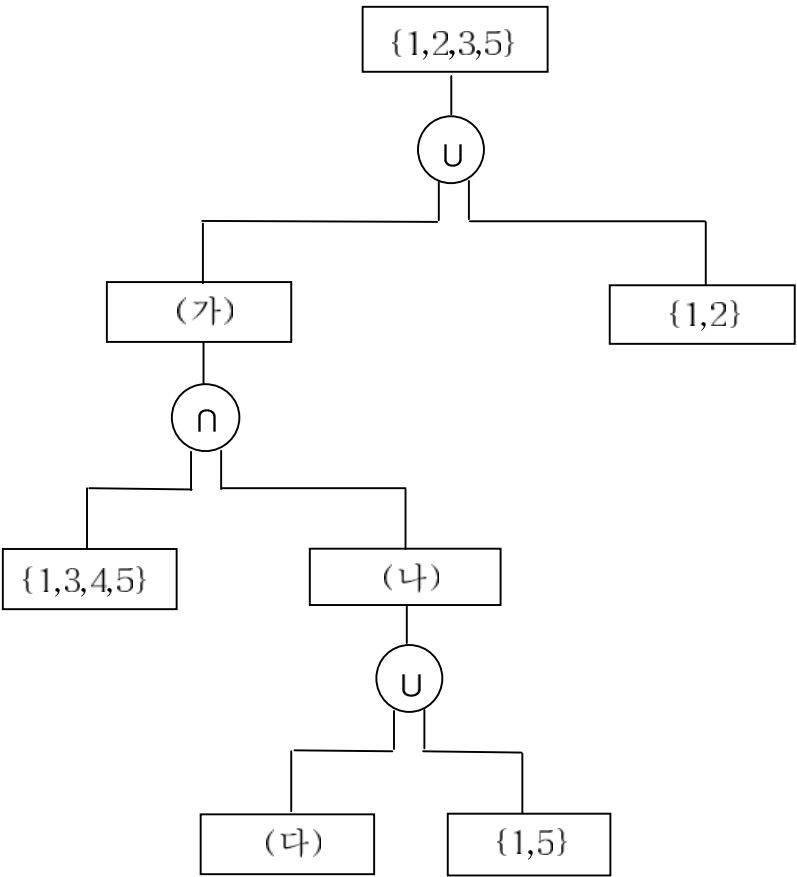 {1,2,3,5}
∪
(가)
{1,2}
∩
{1,3,4,5}
(나)
∪
(다)
{1,5}